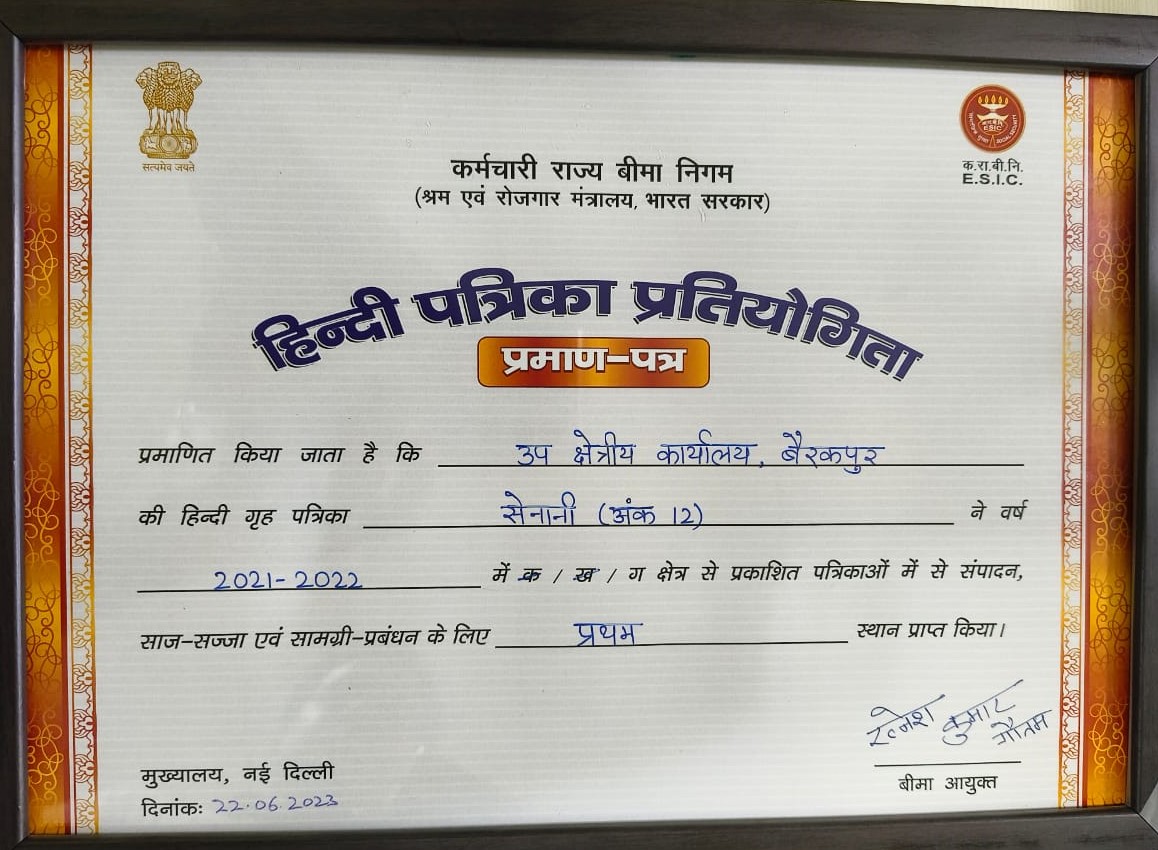 सत्यमेव जयते
क.रा.बी.नि.
E.S.I.C.
कर्मचारी राज्य बीमा निगम
(श्रम एवं रोजगार मंत्रालय, भारत सरकार)
हिन्दी पत्रिका प्रतियोगिता
प्रमाण-पत्र
प्रमाणित किया जाता है कि उप क्षेत्रीय कार्यालय, बैरकपुर
की हिन्दी गृह पत्रिका सेनानी (अंक 12) ने वर्ष
2021-2022 में क / ख / ग क्षेत्र से प्रकाशित पत्रिकाओं में से संपादन,
साज-सज्जा एवं सामग्री-प्रबंधन के लिए प्रथम स्थान प्राप्त किया।
रत्नेश कुमार गौतम
बीमा आयुक्त
मुख्यालय, नई दिल्ली
दिनांक: 22.06.2023